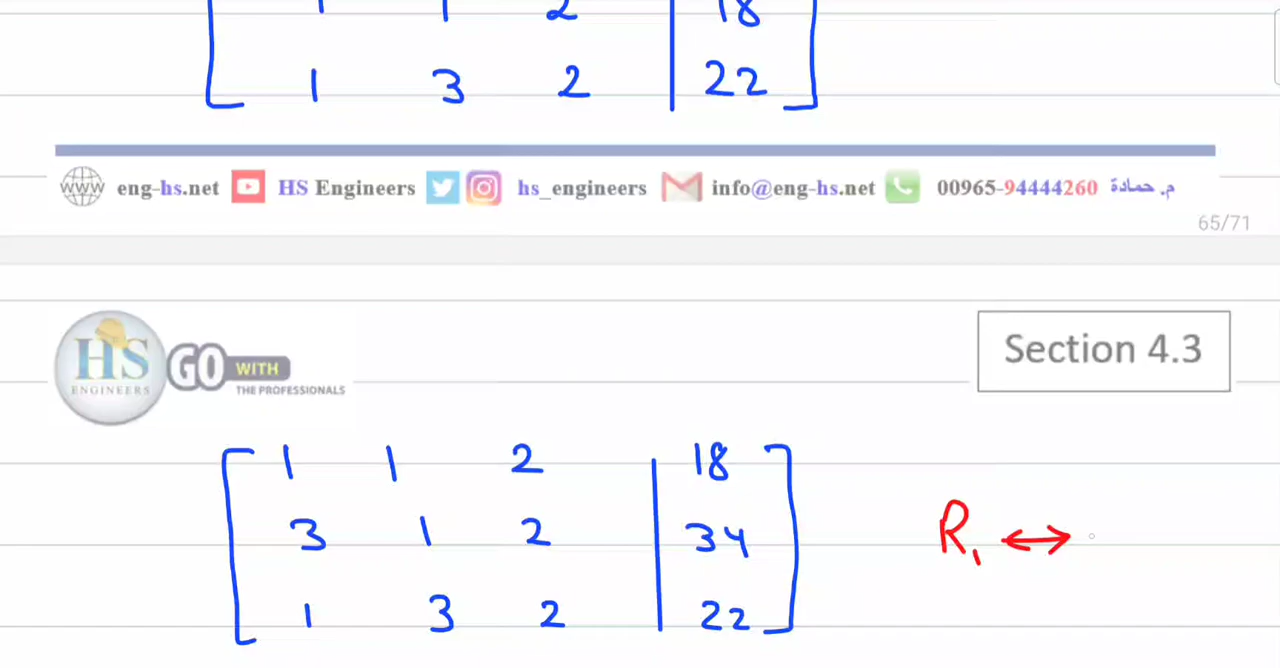 1 1 2 18
1 3 2 22
www eng-hs.net HS Engineers hs_engineers info@eng-hs.net 00965-94444260 م. حمادة
65/71
HS ENGINEERS GO WITH THE PROFESSIONALS
Section 4.3
1 1 2 18
3 1 2 34
1 3 2 22
R₁ ↔